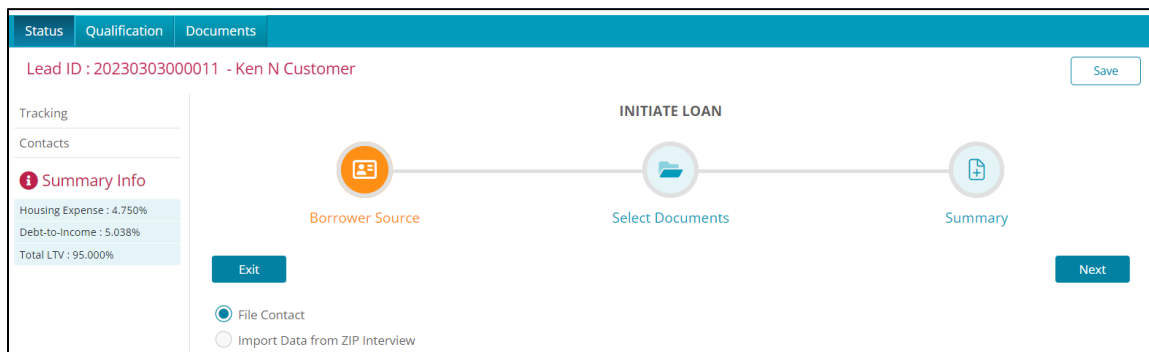 Status Qualification Documents
Lead ID : 20230303000011 - Ken N Customer
Save
Tracking
Contacts
Summary Info
Housing Expense : 4.750%
Debt-to-Income : 5.038%
Total LTV : 95.000%
INITIATE LOAN
Borrower Source
Select Documents
Summary
Exit
Next
File Contact
Import Data from ZIP Interview